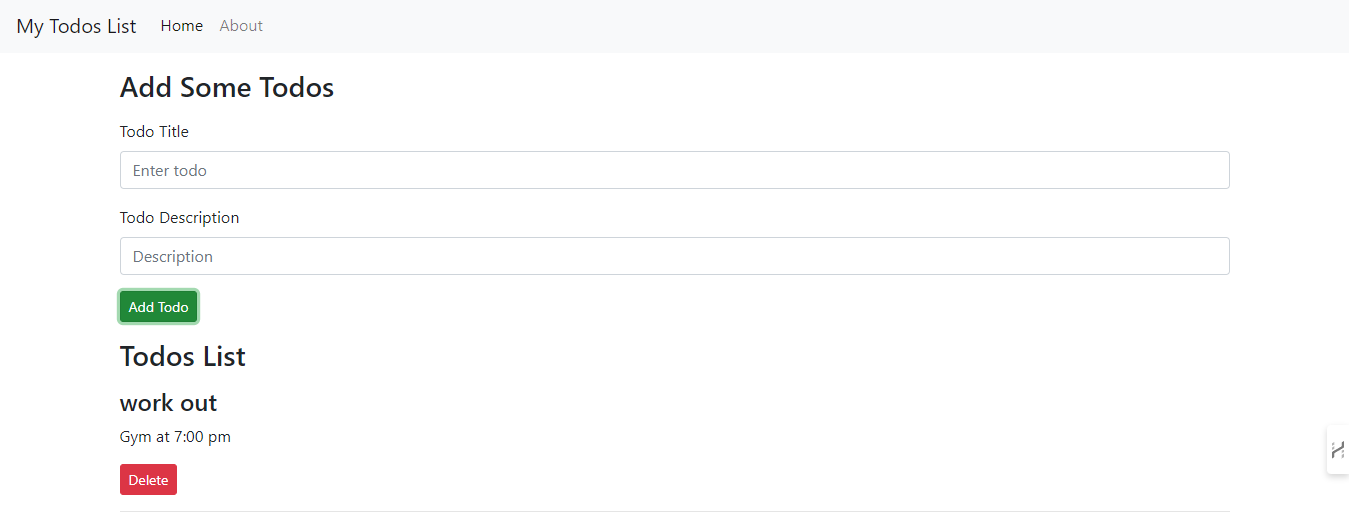 My Todos List Home About
Add Some Todos
Todo Title
Enter todo
Todo Description
Description
Add Todo
Todos List
work out
Gym at 7:00 pm
Delete